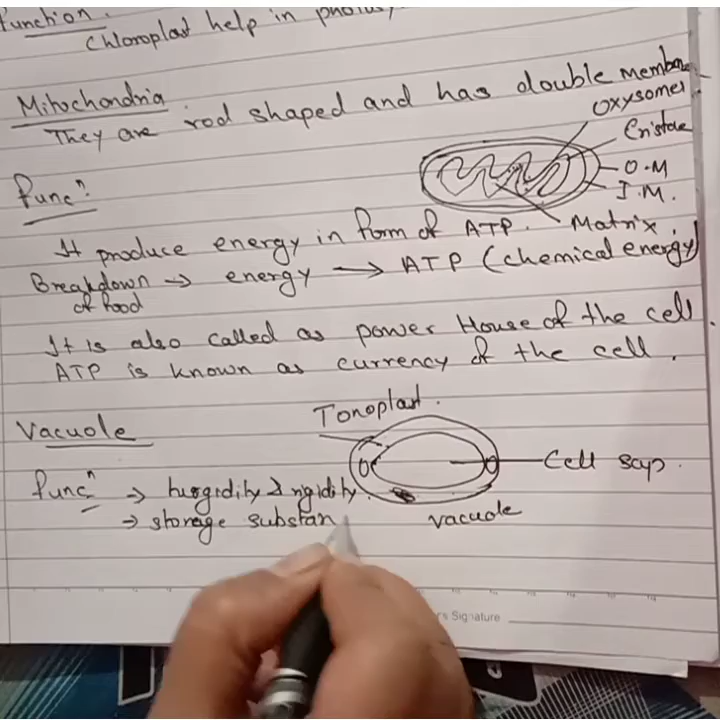 Function.
Chloroplast help in
Mitochondria
They are rod shaped and has double membane
Oxysomes
Cristae
O.M
I.M.
Matrix.
Funcⁿ:
It produce energy in form of ATP.
Breakdown → energy → ATP (chemical energy)
of food
It is also called as power House of the cell.
ATP is known as currency of the cell.
Vacuole
Tonoplast.
Cell sap.
vacuole
Funcⁿ → turgidity & rigidity.
→ storage substan
's Signature